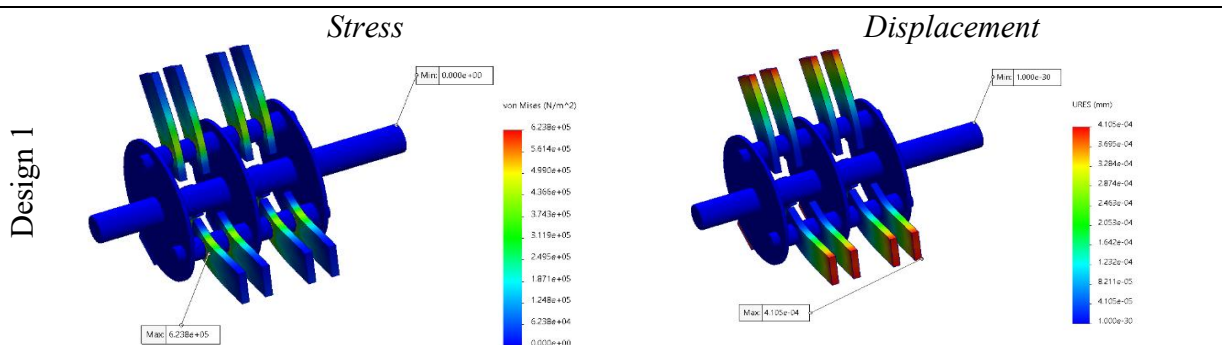 Stress
Displacement
Design 1
Min: 0.000e+00
von Mises (N/m^2)
6.238e+05
5.614e+05
4.990e+05
4.366e+05
3.743e+05
3.119e+05
2.495e+05
1.871e+05
1.248e+05
6.238e+04
0.000e+00
Max: 6.238e+05
Min: 1.000e-30
URES (mm)
4.105e-04
3.284e-04
2.874e-04
2.463e-04
2.053e-04
1.642e-04
1.232e-04
8.211e-05
4.105e-05
1.000e-30
Max: 4.105e-04